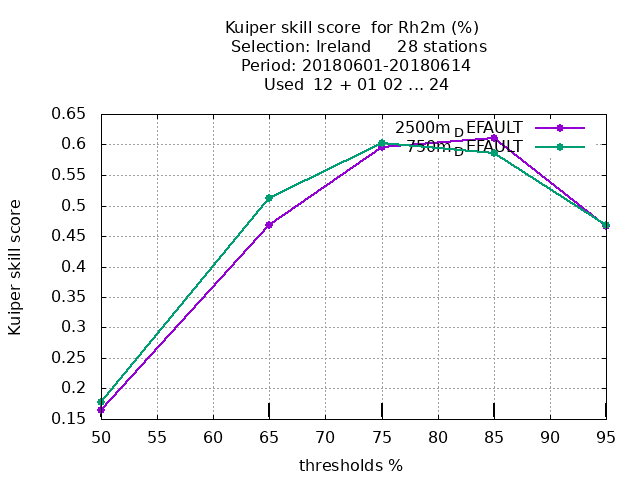 Kuiper skill score  for Rh2m (%)
Selection: Ireland     28 stations
Period: 20180601-20180614
Used  12 + 01 02 ... 24
2500m_DEFAULT
750m_DEFAULT
Kuiper skill score
0.65
0.6
0.55
0.5
0.45
0.4
0.35
0.3
0.25
0.2
0.15
50 55 60 65 70 75 80 85 90 95
thresholds %